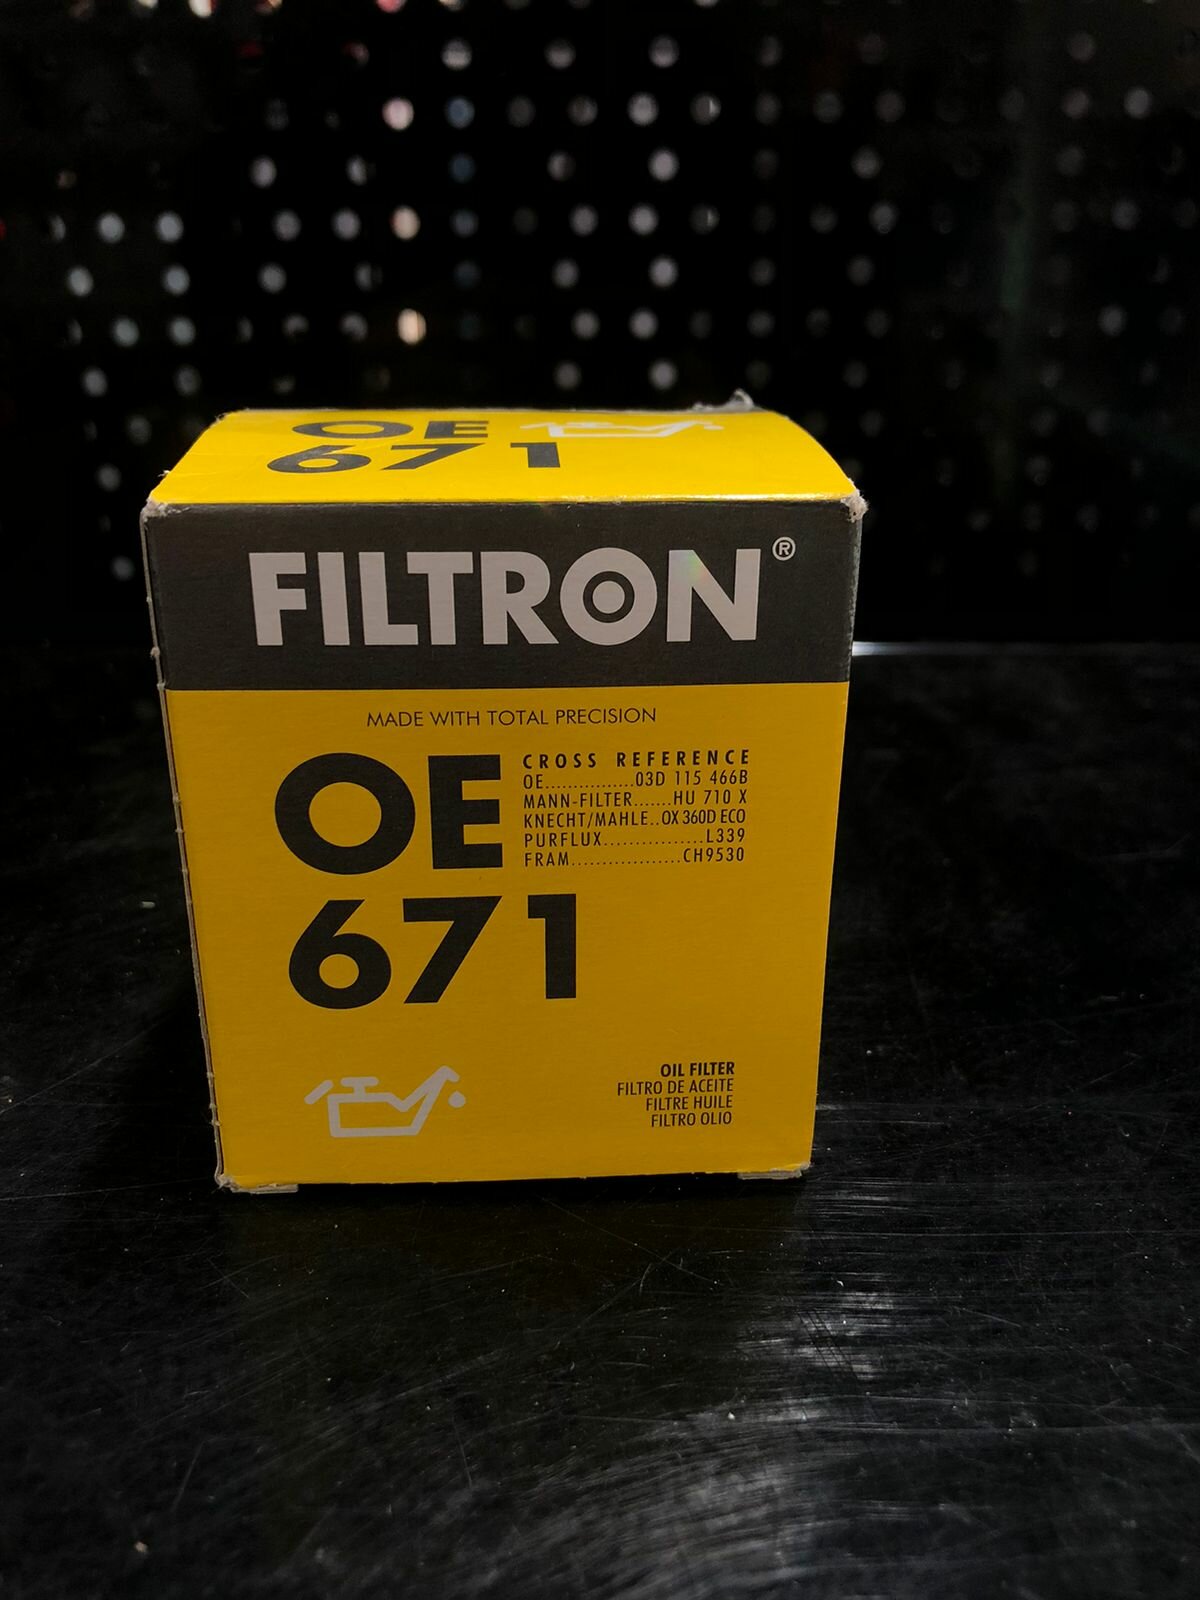 OE
671
FILTRON®
MADE WITH TOTAL PRECISION
OE
671
CROSS REFERENCE
OE................03D 115 466B
MANN-FILTER.......HU 710 X
KNECHT/MAHLE..OX 360D ECO
PURFLUX................L339
FRAM..................CH9530
OIL FILTER
FILTRO DE ACEITE
FILTRE HUILE
FILTRO OLIO